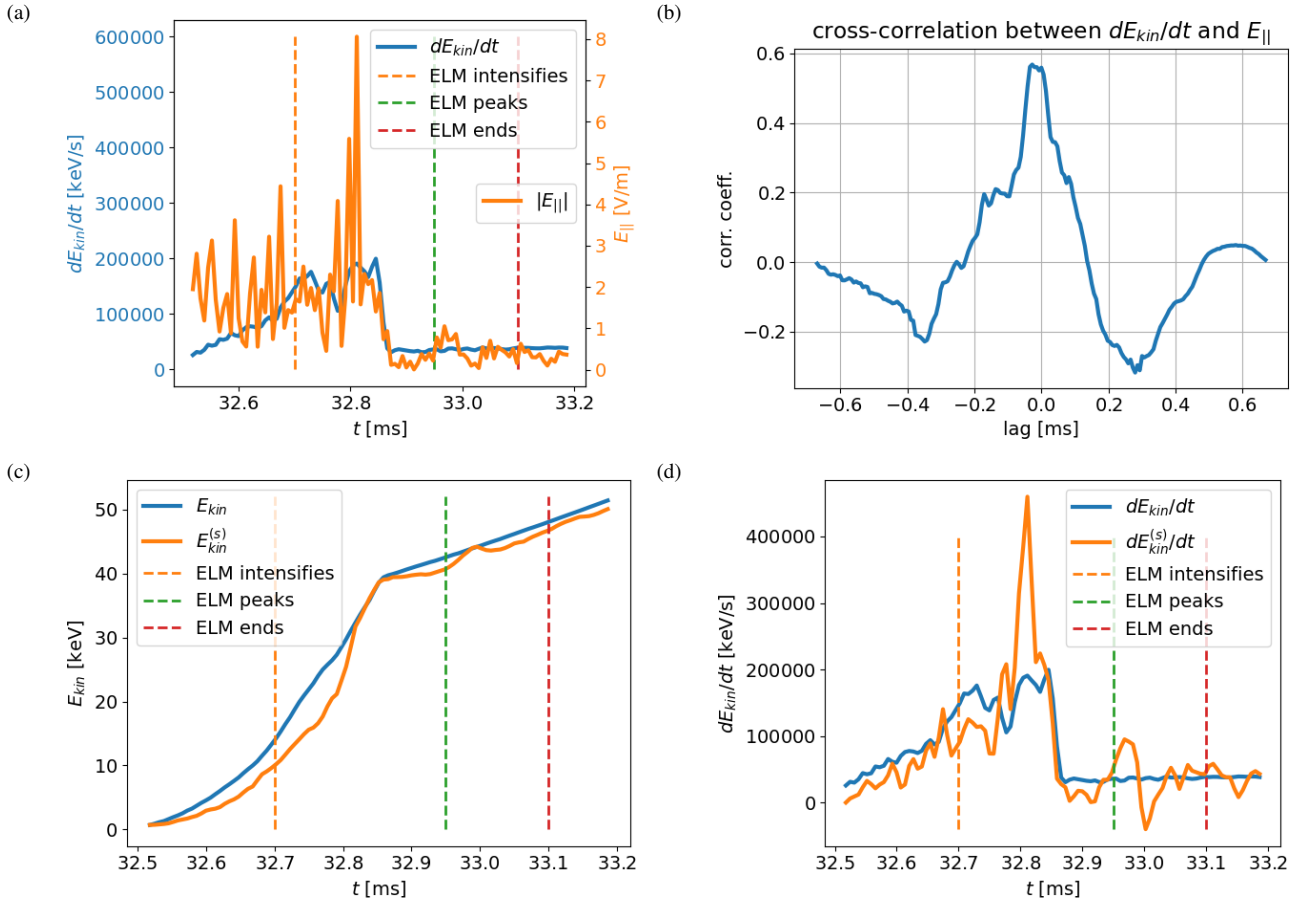 (a)
600000
500000
400000
300000
200000
100000
0
dE_kin/dt [keV/s]
dE_kin/dt
ELM intensifies
ELM peaks
ELM ends
|E_|||
8
7
6
5
4
3
2
1
0
E_|| [V/m]
32.6 32.8 33.0 33.2
t [ms]
(b)
cross-correlation between dE_kin/dt and E_||
0.6
0.4
0.2
0.0
−0.2
corr. coeff.
−0.6 −0.4 −0.2 0.0 0.2 0.4 0.6
lag [ms]
(c)
50
40
30
20
10
0
E_kin [keV]
E_kin
E_kin^(s)
ELM intensifies
ELM peaks
ELM ends
32.5 32.6 32.7 32.8 32.9 33.0 33.1 33.2
t [ms]
(d)
400000
300000
200000
100000
0
dE_kin/dt [keV/s]
dE_kin/dt
dE_kin^(s)/dt
ELM intensifies
ELM peaks
ELM ends
32.5 32.6 32.7 32.8 32.9 33.0 33.1 33.2
t [ms]